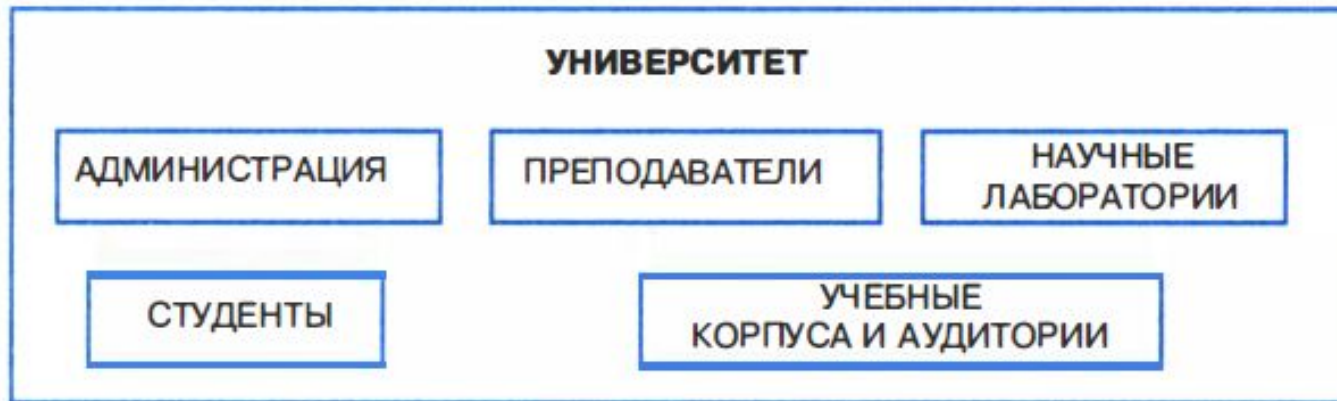 УНИВЕРСИТЕТ
АДМИНИСТРАЦИЯ
ПРЕПОДАВАТЕЛИ
НАУЧНЫЕ
ЛАБОРАТОРИИ
СТУДЕНТЫ
УЧЕБНЫЕ
КОРПУСА И АУДИТОРИИ